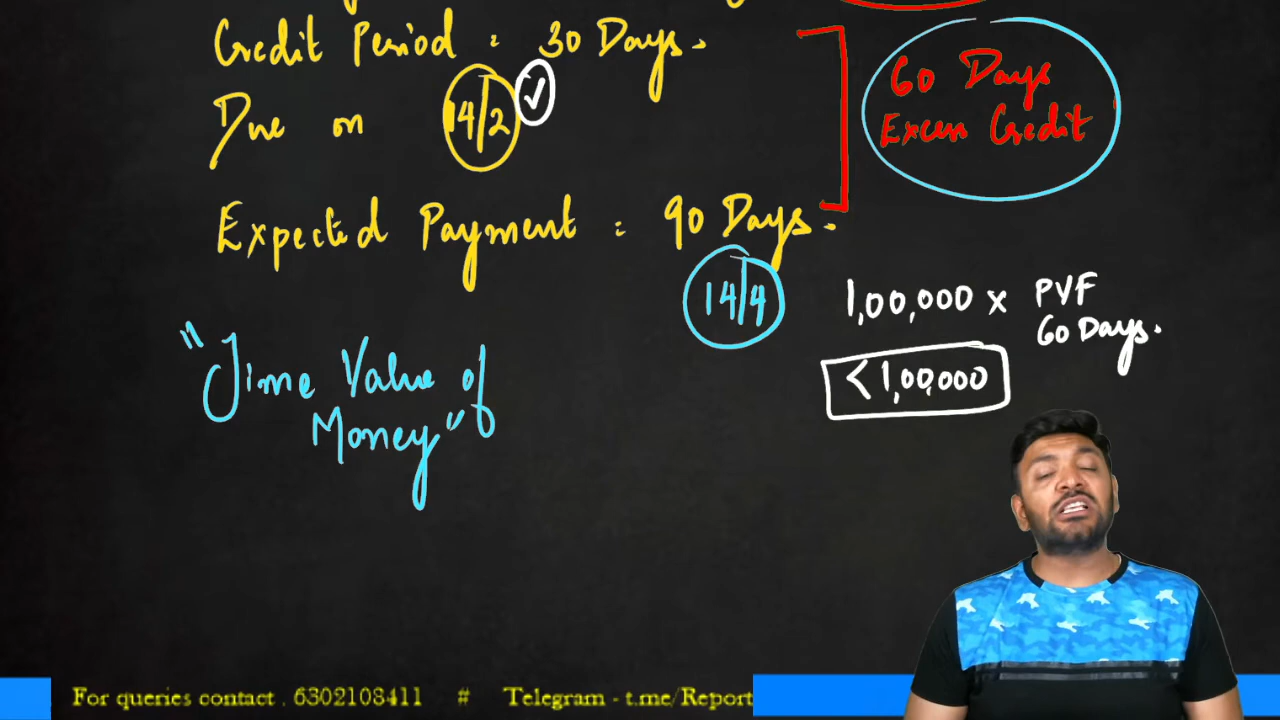 Credit Period : 30 Days.
Due on 14/2 ✓
60 Days
Excess Credit
Expected Payment = 90 Days.
14/4
1,00,000 x PVF
60 Days.
< 1,00,000
"Time Value of
Money"
For queries contact . 6302108411 # Telegram - t.me/Report